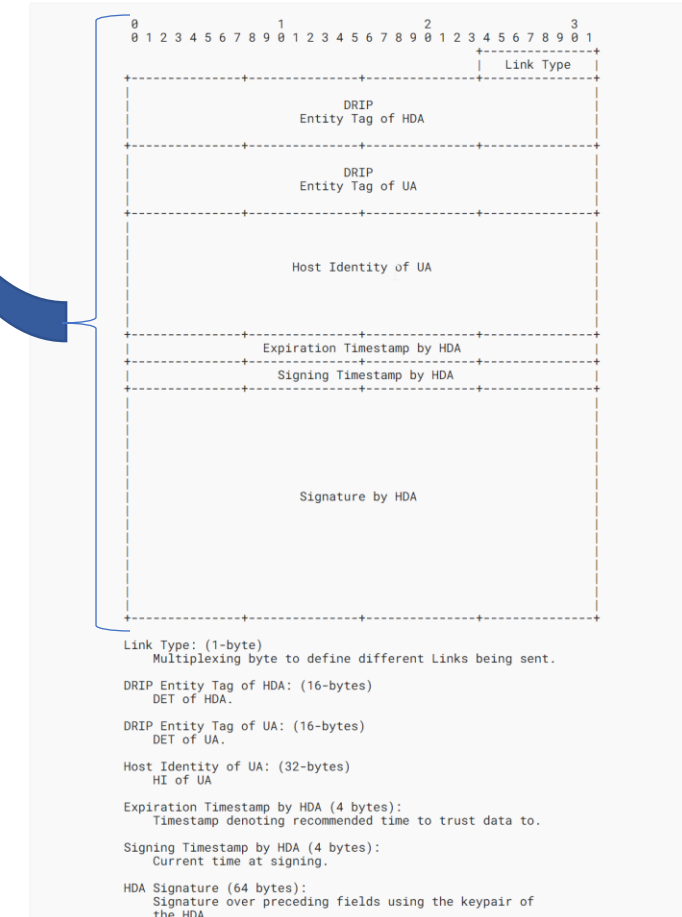 0                   1                   2                   3
0 1 2 3 4 5 6 7 8 9 0 1 2 3 4 5 6 7 8 9 0 1 2 3 4 5 6 7 8 9 0 1
Link Type
DRIP
Entity Tag of HDA
DRIP
Entity Tag of UA
Host Identity of UA
Expiration Timestamp by HDA
Signing Timestamp by HDA
Signature by HDA
Link Type: (1-byte)
Multiplexing byte to define different Links being sent.
DRIP Entity Tag of HDA: (16-bytes)
DET of HDA.
DRIP Entity Tag of UA: (16-bytes)
DET of UA.
Host Identity of UA: (32-bytes)
HI of UA
Expiration Timestamp by HDA (4 bytes):
Timestamp denoting recommended time to trust data to.
Signing Timestamp by HDA (4 bytes):
Current time at signing.
HDA Signature (64 bytes):
Signature over preceding fields using the keypair of
the HDA